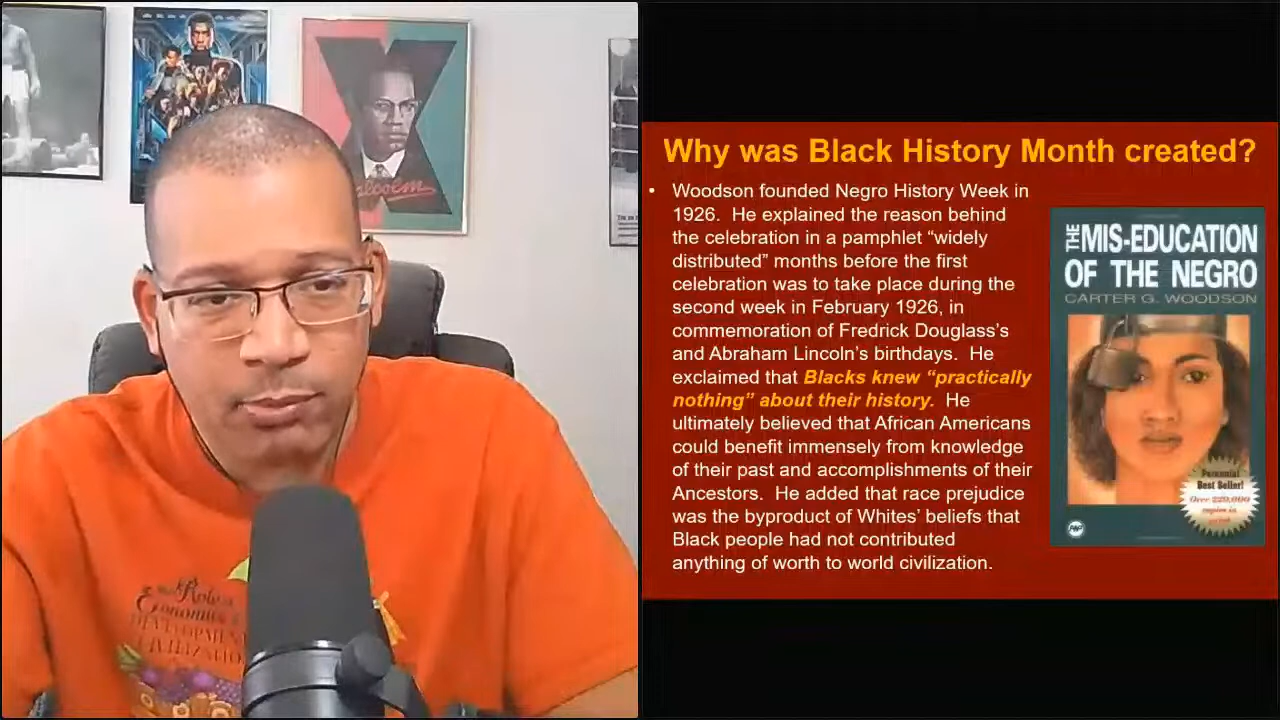 Malcolm
Economics
DEVELOPMENT
CIVILIZATION
Why was Black History Month created?
• Woodson founded Negro History Week in
1926. He explained the reason behind
the celebration in a pamphlet “widely
distributed” months before the first
celebration was to take place during the
second week in February 1926, in
commemoration of Fredrick Douglass’s
and Abraham Lincoln’s birthdays. He
exclaimed that Blacks knew “practically
nothing” about their history. He
ultimately believed that African Americans
could benefit immensely from knowledge
of their past and accomplishments of their
Ancestors. He added that race prejudice
was the byproduct of Whites’ beliefs that
Black people had not contributed
anything of worth to world civilization.
THE MIS-EDUCATION
OF THE NEGRO
CARTER G. WOODSON
Perennial
Best Seller!
Over 220,000
copies in
print